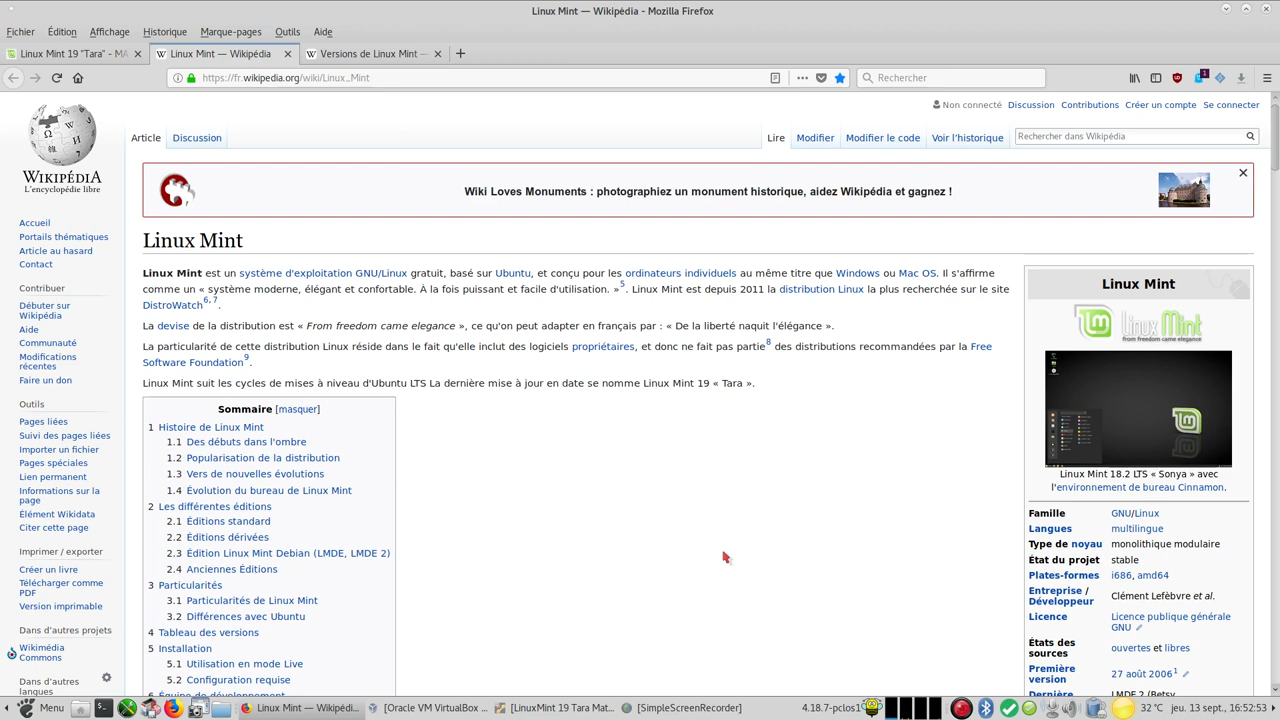 Linux Mint — Wikipédia - Mozilla Firefox
Fichier Édition Affichage Historique Marque-pages Outils Aide
Linux Mint 19 "Tara" - MA
Linux Mint — Wikipédia
Versions de Linux Mint —
https://fr.wikipedia.org/wiki/Linux_Mint
Rechercher
Non connecté Discussion Contributions Créer un compte Se connecter
Article Discussion
Lire Modifier Modifier le code Voir l'historique
Rechercher dans Wikipédia
WIKIPÉDIA
L'encyclopédie libre
Accueil
Portails thématiques
Article au hasard
Contact
Contribuer
Débuter sur
Wikipédia
Aide
Communauté
Modifications
récentes
Faire un don
Outils
Pages liées
Suivi des pages liées
Importer un fichier
Pages spéciales
Lien permanent
Informations sur la
page
Élément Wikidata
Citer cette page
Imprimer / exporter
Créer un livre
Télécharger comme
PDF
Version imprimable
Dans d'autres projets
Wikimédia
Commons
Dans d'autres
langues
Wiki Loves Monuments : photographiez un monument historique, aidez Wikipédia et gagnez !
Linux Mint
Linux Mint est un système d'exploitation GNU/Linux gratuit, basé sur Ubuntu, et conçu pour les ordinateurs individuels au même titre que Windows ou Mac OS. Il s'affirme
comme un « système moderne, élégant et confortable. À la fois puissant et facile d'utilisation. »5. Linux Mint est depuis 2011 la distribution Linux la plus recherchée sur le site
DistroWatch6, 7.
La devise de la distribution est « From freedom came elegance », ce qu'on peut adapter en français par : « De la liberté naquit l'élégance ».
La particularité de cette distribution Linux réside dans le fait qu'elle inclut des logiciels propriétaires, et donc ne fait pas partie8 des distributions recommandées par la Free
Software Foundation9.
Linux Mint suit les cycles de mises à niveau d'Ubuntu LTS La dernière mise à jour en date se nomme Linux Mint 19 « Tara ».
Sommaire [masquer]
1 Histoire de Linux Mint
1.1 Des débuts dans l'ombre
1.2 Popularisation de la distribution
1.3 Vers de nouvelles évolutions
1.4 Évolution du bureau de Linux Mint
2 Les différentes éditions
2.1 Éditions standard
2.2 Éditions dérivées
2.3 Édition Linux Mint Debian (LMDE, LMDE 2)
2.4 Anciennes Éditions
3 Particularités
3.1 Particularités de Linux Mint
3.2 Différences avec Ubuntu
4 Tableau des versions
5 Installation
5.1 Utilisation en mode Live
5.2 Configuration requise
6 Équipe de développement
Linux Mint
Linux Mint
from freedom came elegance
Linux Mint 18.2 LTS « Sonya » avec
l'environnement de bureau Cinnamon.
Famille GNU/Linux
Langues multilingue
Type de noyau monolithique modulaire
État du projet stable
Plates-formes i686, amd64
Entreprise /
Développeur Clément Lefèbvre et al.
Licence Licence publique générale
GNU
États des
sources ouvertes et libres
Première
version 27 août 20061
Dernière LMDE 2 (Betsy
Menu
Linux Mint — Wikipédi...
[Oracle VM VirtualBox ...
[LinuxMint 19 Tara Mat...
[SimpleScreenRecorder]
4.18.7-pclos1
32°C jeu. 13 sept., 16:52:53